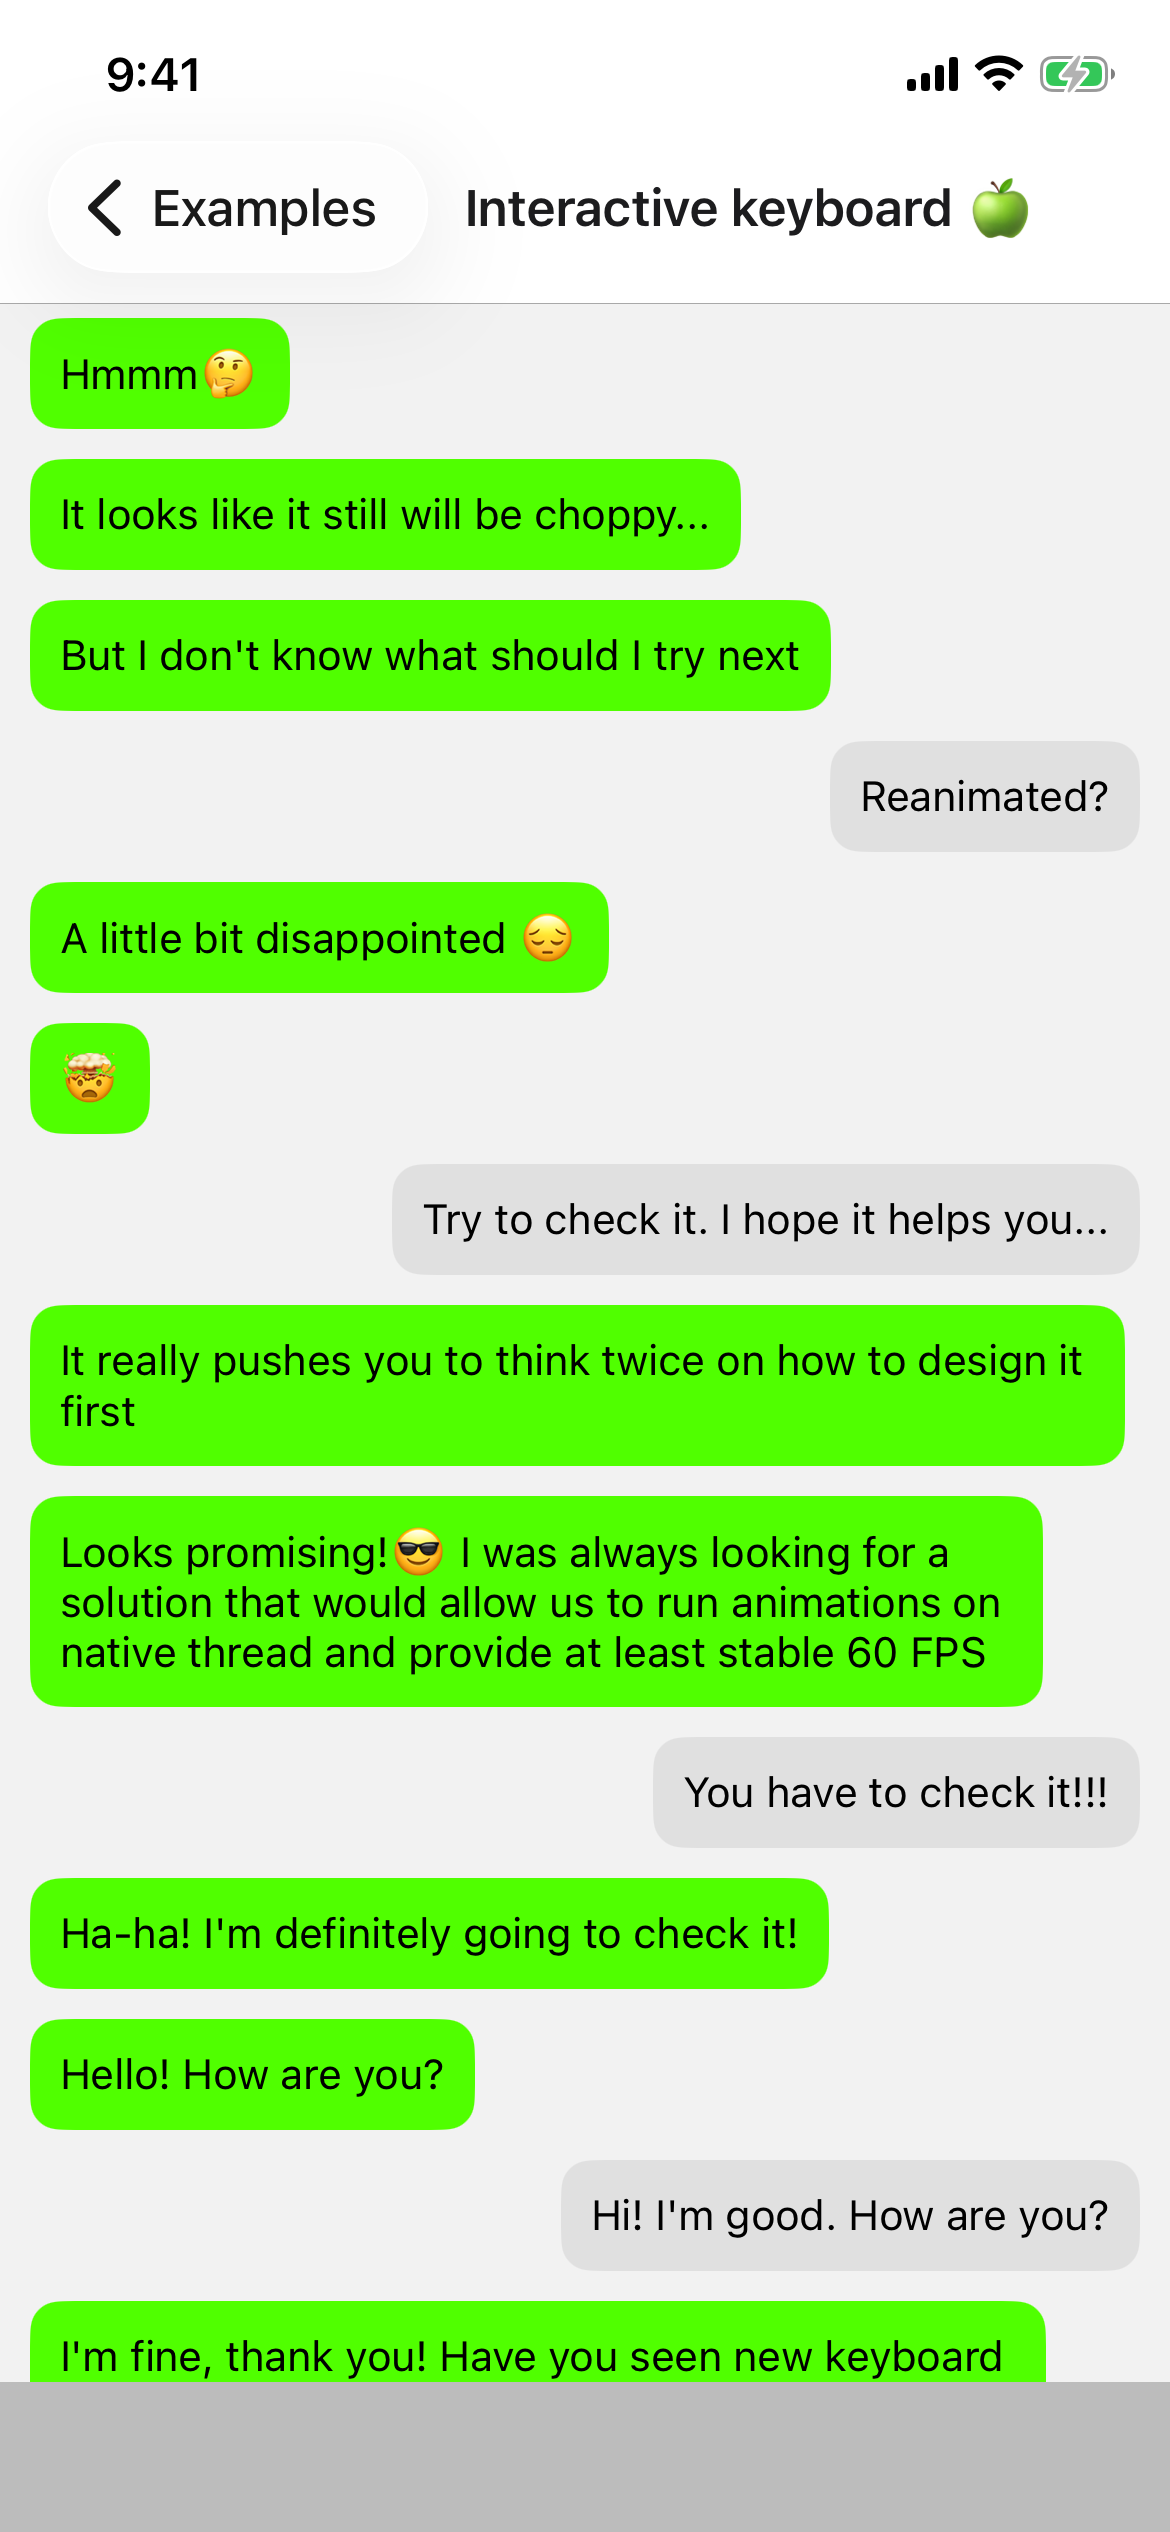 9:41
Examples
Interactive keyboard 🍏
Hmmm🤔
It looks like it still will be choppy...
But I don't know what should I try next
Reanimated?
A little bit disappointed 😔
🤯
Try to check it. I hope it helps you...
It really pushes you to think twice on how to design it
first
Looks promising!😎 I was always looking for a
solution that would allow us to run animations on
native thread and provide at least stable 60 FPS
You have to check it!!!
Ha-ha! I'm definitely going to check it!
Hello! How are you?
Hi! I'm good. How are you?
I'm fine, thank you! Have you seen new keyboard